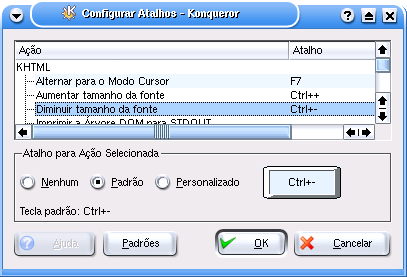 Configurar Atalhos - Konqueror
Ação Atalho
KHTML
Alternar para o Modo Cursor F7
Aumentar tamanho da fonte Ctrl++
Diminuir tamanho da fonte Ctrl+-
Imprimir a Árvore DOM para STDOUT
Atalho para Ação Selecionada
Nenhum Padrão Personalizado Ctrl+-
Tecla padrão: Ctrl+-
Ajuda Padrões OK Cancelar